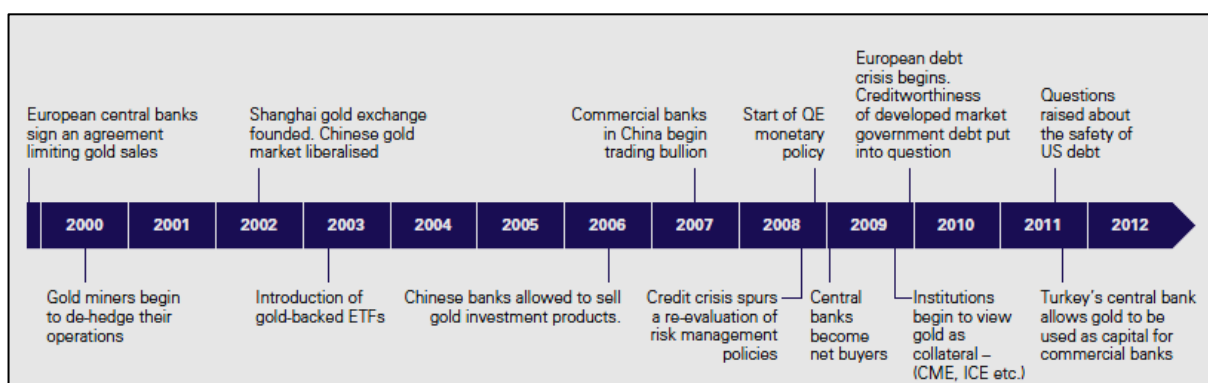 European central banks
sign an agreement
limiting gold sales
Shanghai gold exchange
founded. Chinese gold
market liberalised
Commercial banks
in China begin
trading bullion
Start of QE
monetary
policy
European debt
crisis begins.
Creditworthiness
of developed market
government debt put
into question
Questions
raised about
the safety of
US debt
2000 2001 2002 2003 2004 2005 2006 2007 2008 2009 2010 2011 2012
Gold miners begin
to de-hedge their
operations
Introduction of
gold-backed ETFs
Chinese banks allowed to sell
gold investment products.
Credit crisis spurs
a re-evaluation of
risk management
policies
Central
banks
become
net buyers
Institutions
begin to view
gold as
collateral –
(CME, ICE etc.)
Turkey's central bank
allows gold to be
used as capital for
commercial banks